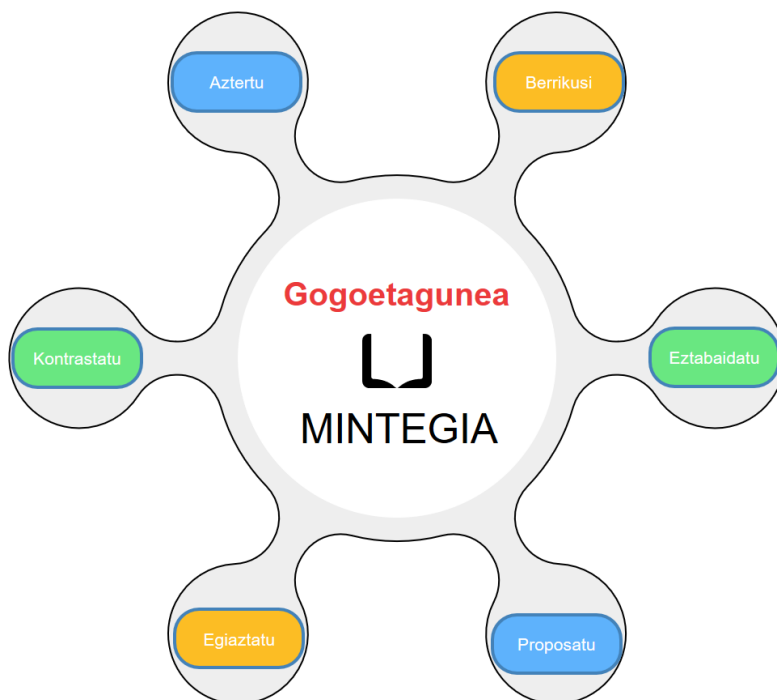 Aztertu
Berrikusi
Gogoetagunea
Kontrastatu
Eztabaidatu
MINTEGIA
Egiaztatu
Proposatu